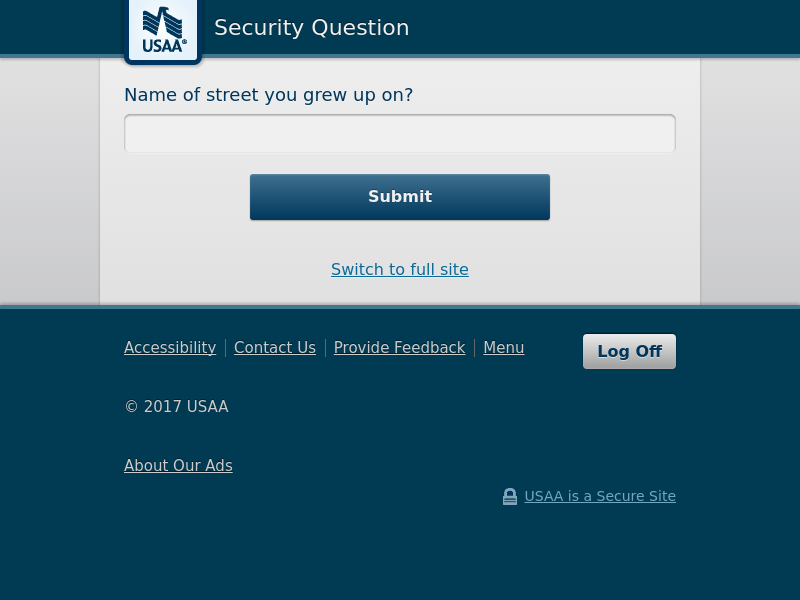 USAA®
Security Question
Name of street you grew up on?
Submit
Switch to full site
Accessibility Contact Us Provide Feedback Menu
Log Off
© 2017 USAA
About Our Ads
USAA is a Secure Site